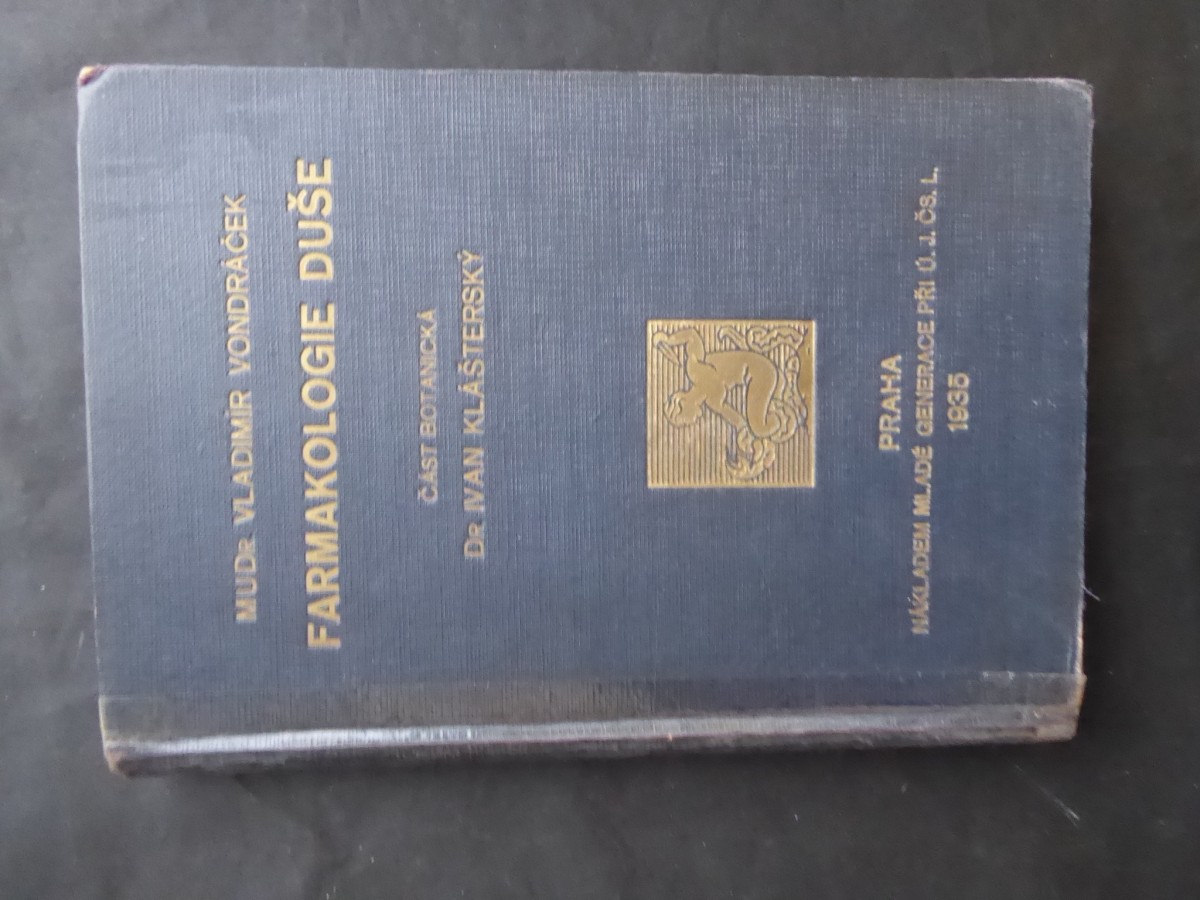 MUDr VLADIMÍR VONDRÁČEK
FARMAKOLOGIE DUŠE
ČÁST BOTANICKÁ
Dr IVAN KLÁŠTERSKÝ
PRAHA
NÁKLADEM MLADÉ GENERACE PŘI Ú. J. ČS. L.
1935